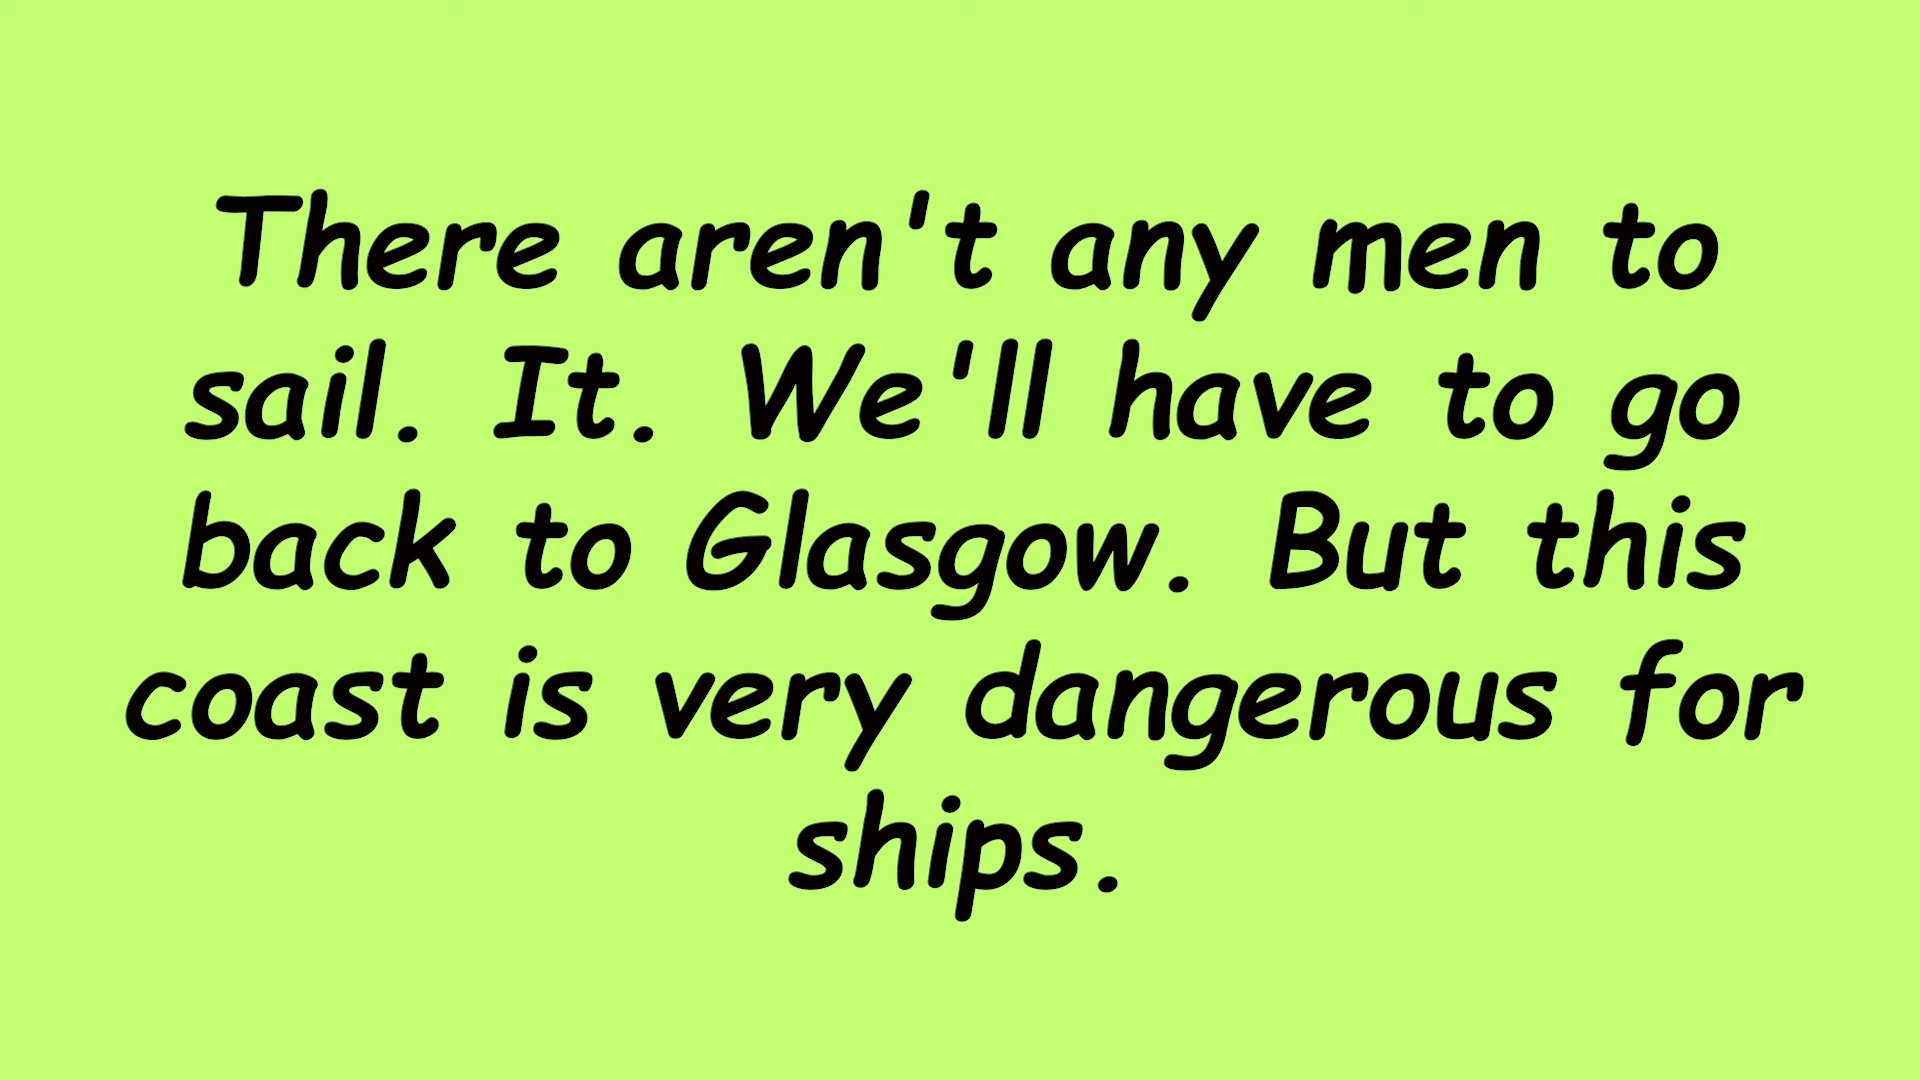 There aren't any men to
sail. It. We'll have to go
back to Glasgow. But this
coast is very dangerous for
ships.